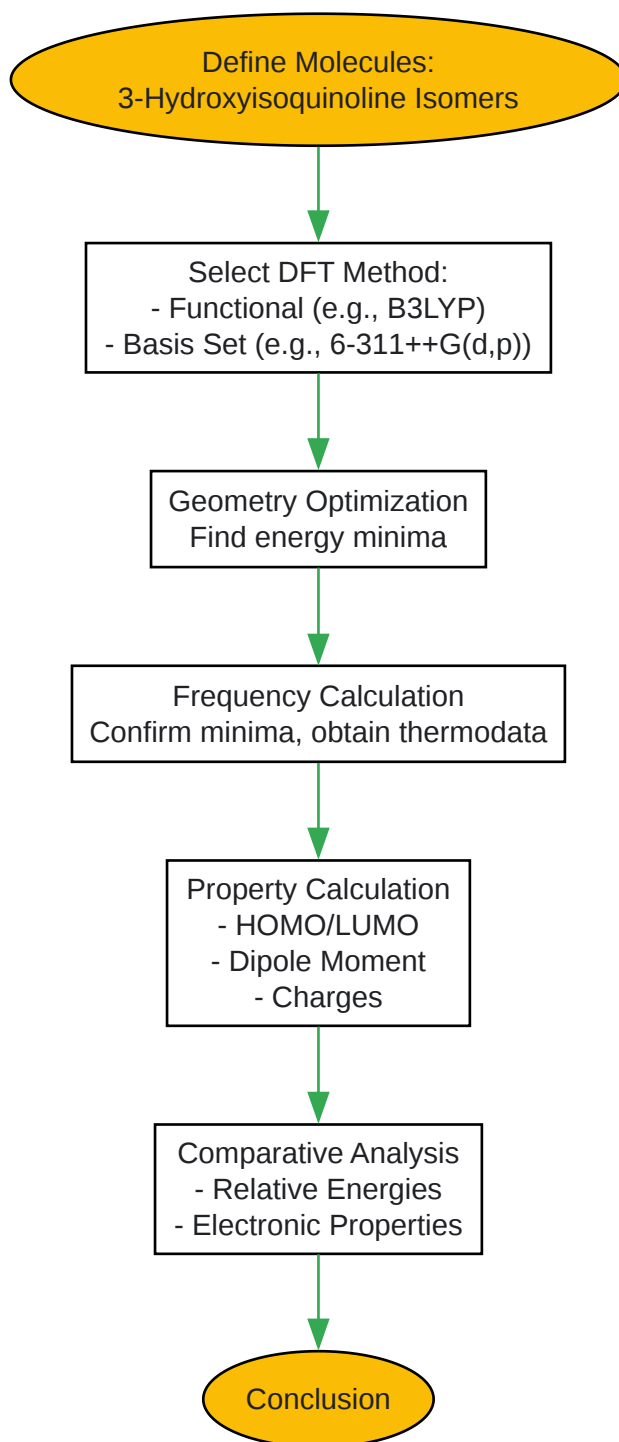 Define Molecules:
3-Hydroxyisoquinoline Isomers
Select DFT Method:
- Functional (e.g., B3LYP)
- Basis Set (e.g., 6-311++G(d,p))
Geometry Optimization
Find energy minima
Frequency Calculation
Confirm minima, obtain thermodata
Property Calculation
- HOMO/LUMO
- Dipole Moment
- Charges
Comparative Analysis
- Relative Energies
- Electronic Properties
Conclusion